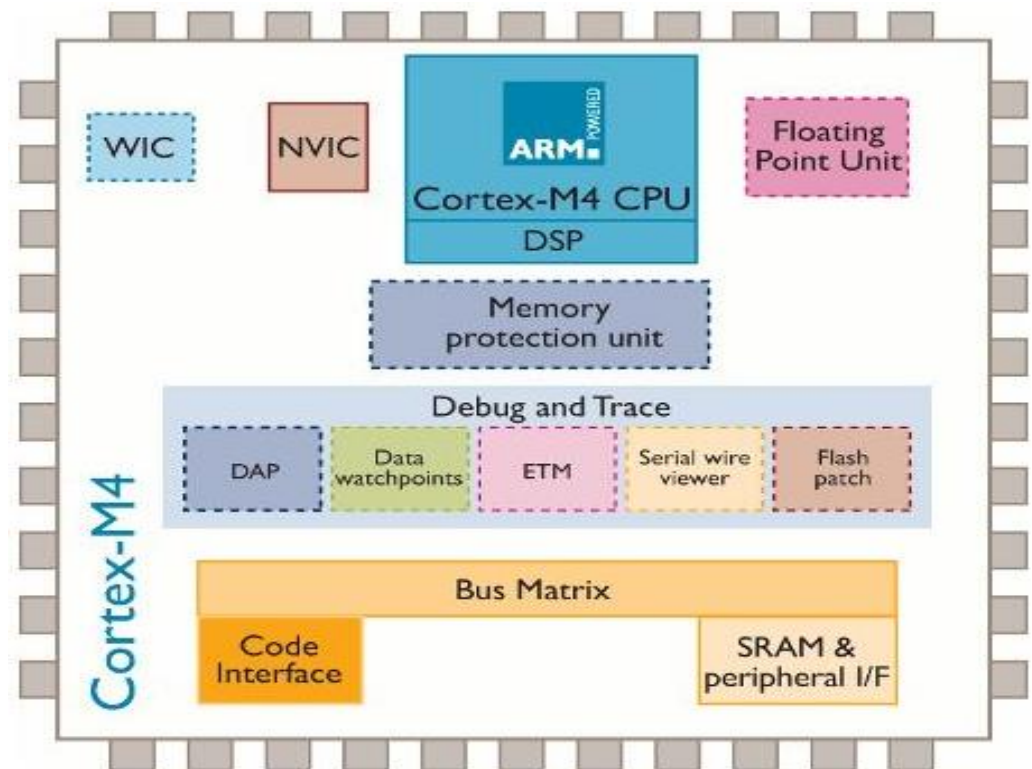 WIC
NVIC
ARM POWERED
Cortex-M4 CPU
DSP
Floating
Point Unit
Memory
protection unit
Debug and Trace
DAP
Data
watchpoints
ETM
Serial wire
viewer
Flash
patch
Cortex-M4
Bus Matrix
Code
Interface
SRAM &
peripheral I/F